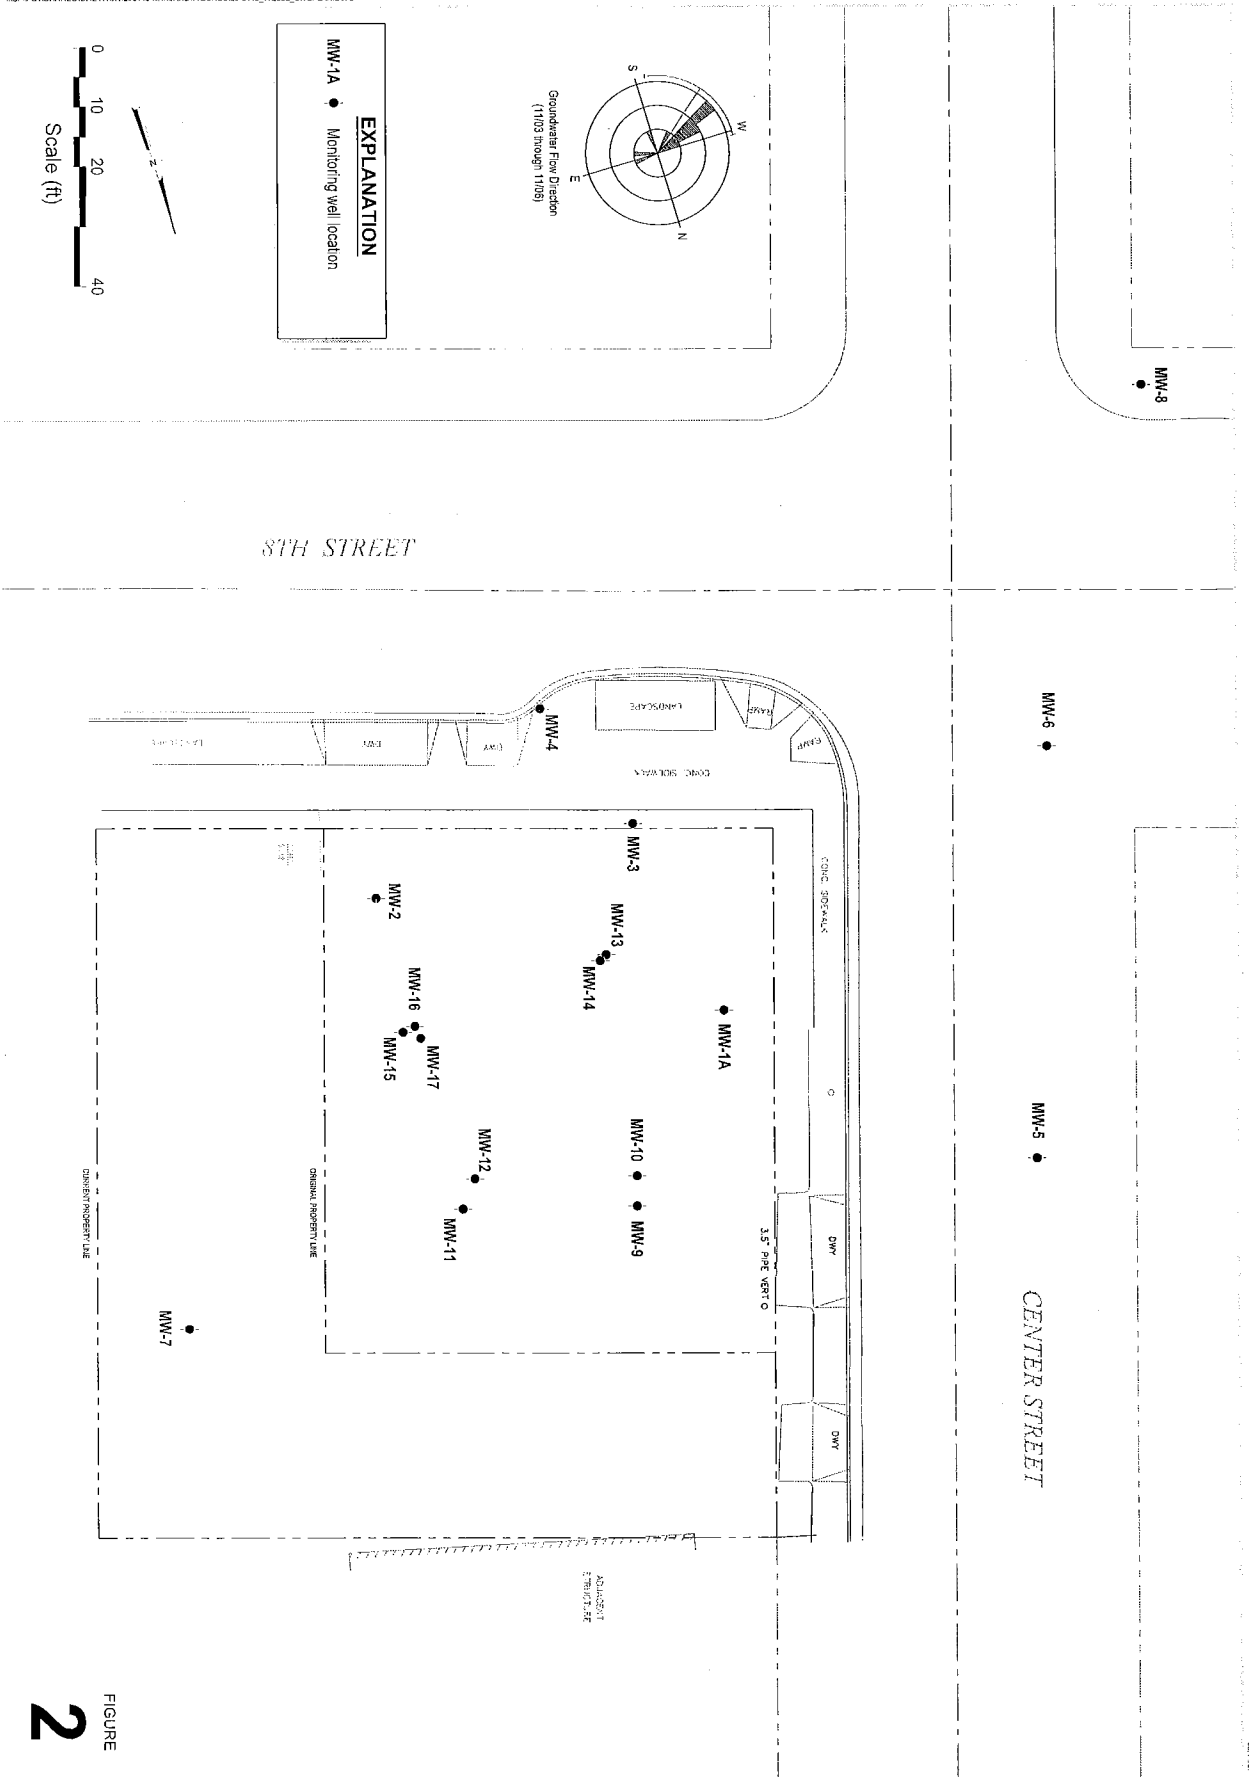 0
10
20
40
Scale (ft)
EXPLANATION
MW-1A
Monitoring well location
Groundwater Flow Direction
(11/03 through 11/06)
S
W
E
N
MW-8
8TH STREET
MW-6
MW-4
LANDSCAPE
RAMP
RAMP
DWY
DWY
CONC. SIDEWALK
MW-3
CONC. SIDEWALK
MW-2
MW-13
MW-14
MW-1A
MW-16
MW-17
MW-15
MW-5
MW-10
MW-9
MW-12
MW-11
MW-7
3.5" PIPE VERT O
DWY
DWY
ORIGINAL PROPERTY LINE
CURRENT PROPERTY LINE
CENTER STREET
ADJACENT
STRUCTURE
FIGURE
2